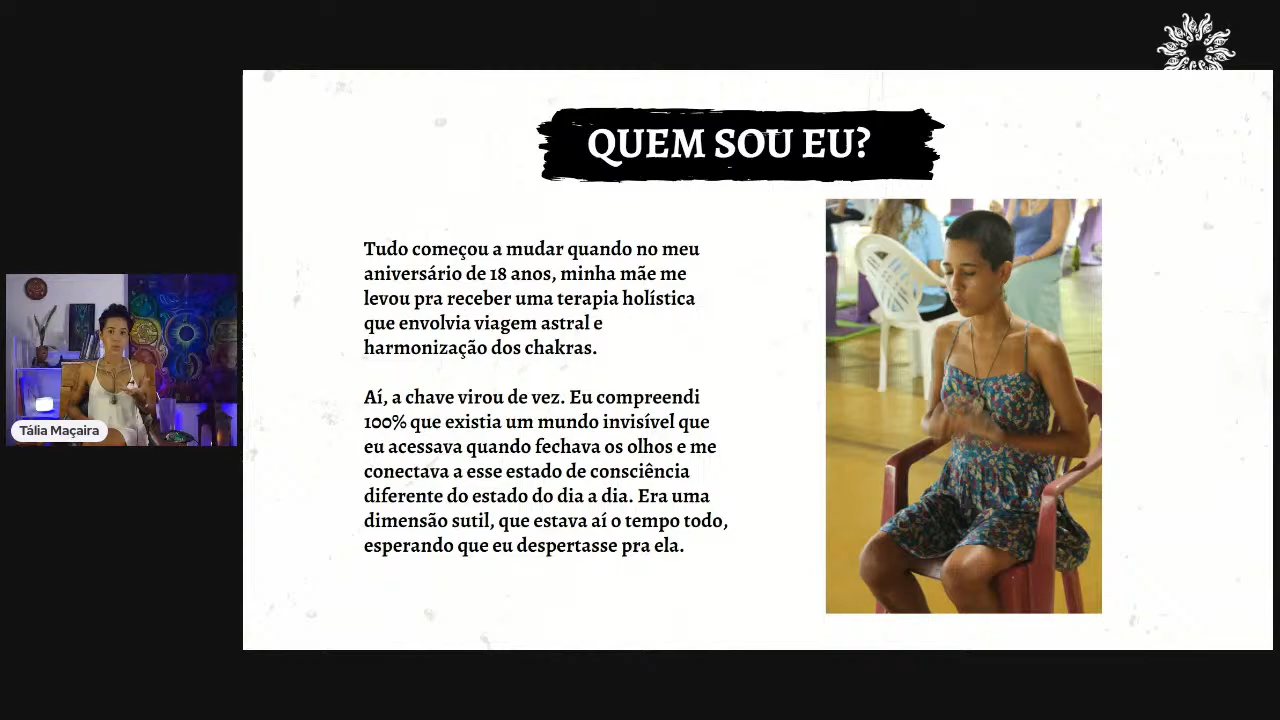 QUEM SOU EU?
Tudo começou a mudar quando no meu
aniversário de 18 anos, minha mãe me
levou pra receber uma terapia holística
que envolvia viagem astral e
harmonização dos chakras.
Aí, a chave virou de vez. Eu compreendi
100% que existia um mundo invisível que
eu acessava quando fechava os olhos e me
conectava a esse estado de consciência
diferente do estado do dia a dia. Era uma
dimensão sutil, que estava aí o tempo todo,
esperando que eu despertasse pra ela.
Tália Maçaira